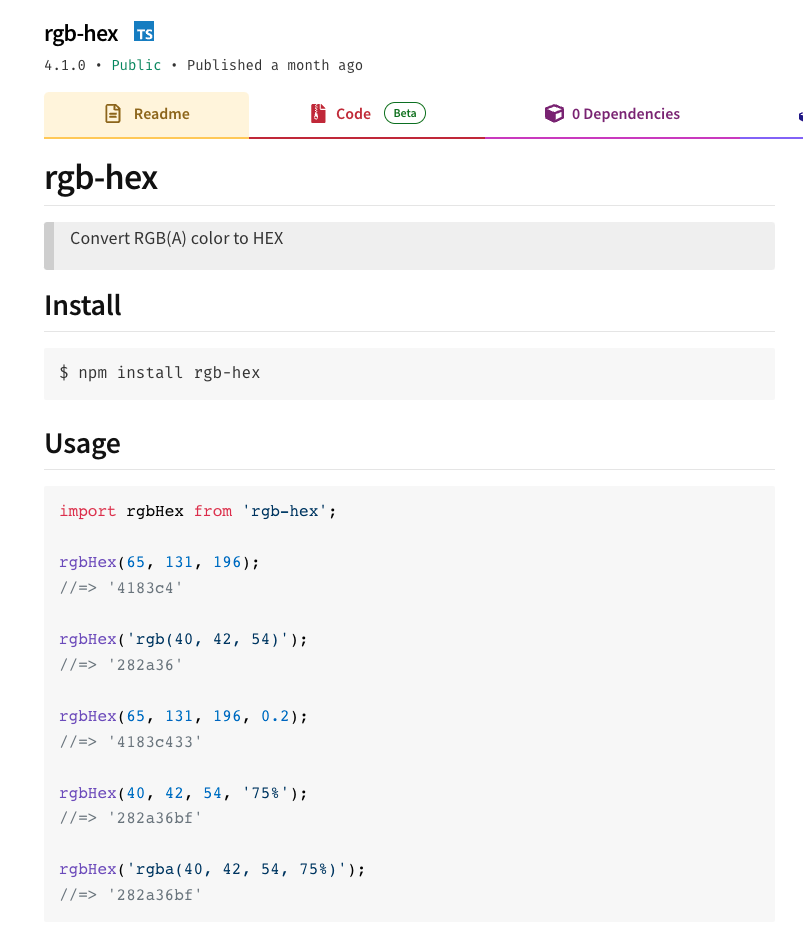 rgb-hex TS
4.1.0 • Public • Published a month ago
Readme
Code Beta
0 Dependencies
rgb-hex
Convert RGB(A) color to HEX
Install
$ npm install rgb-hex
Usage
import rgbHex from 'rgb-hex';
rgbHex(65, 131, 196);
//=> '4183c4'
rgbHex('rgb(40, 42, 54)');
//=> '282a36'
rgbHex(65, 131, 196, 0.2);
//=> '4183c433'
rgbHex(40, 42, 54, '75%');
//=> '282a36bf'
rgbHex('rgba(40, 42, 54, 75%)');
//=> '282a36bf'